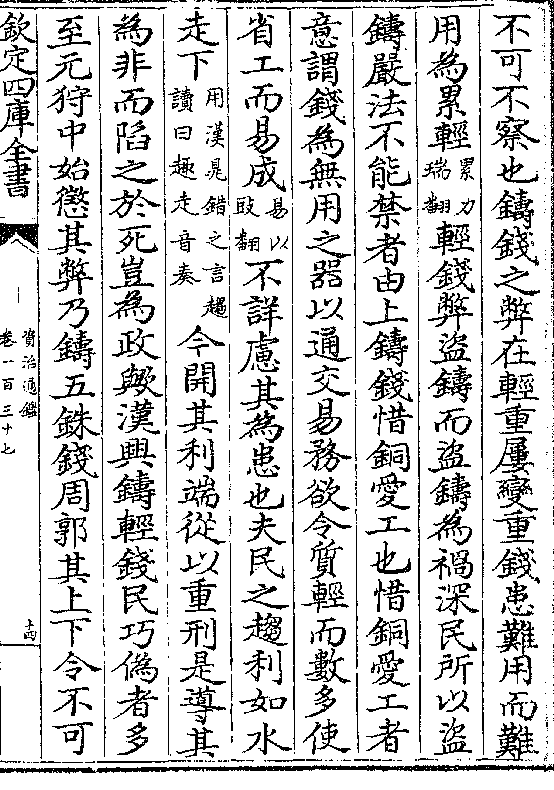 不可不察也鑄錢之弊在輕重屢變重錢患難用而難
用為累輕累力瑞翻輕錢弊盜鑄而盜鑄為禍深民所以盜
鑄嚴法不能禁者由上鑄錢惜銅愛工也惜銅愛工者
意謂錢為無用之器以通交易務欲令質輕而數多使
省工而易成易以豉翻不詳慮其為患也夫民之趨利如水
走下用漢晁錯之言趨讀曰趣走音奏今開其利端從以重刑是導其
為非而陷之於死豈為政歟漢興鑄輕錢民巧偽者多
至元狩中始懲其弊乃鑄五銖錢周郭其上下令不可
欽定四庫全書
資治通鑑
卷一百三十七
十四